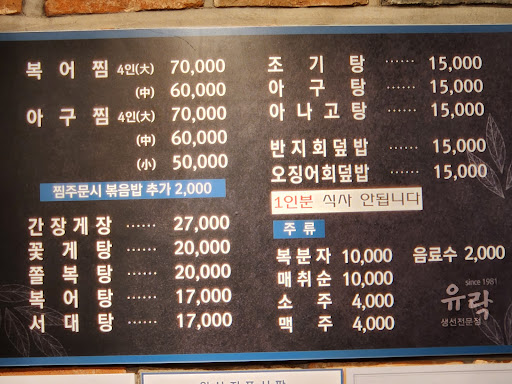 복어찜 4인(大) 70,000
(中) 60,000
아구찜 4인(大) 70,000
(中) 60,000
(小) 50,000
찜주문시 볶음밥 추가 2,000
간장게장 ······ 27,000
꽃게탕 ······ 20,000
쫄복탕 ······ 20,000
복어탕 ······ 17,000
서대탕 ······ 17,000
조기탕 ······ 15,000
아구탕 ······ 15,000
아나고탕 ······ 15,000
반지회덮밥 ······ 15,000
오징어회덮밥 ······ 15,000
1인분 식사 안됩니다
주류
복분자 10,000 음료수 2,000
매취순 10,000
소주 4,000
맥주 4,000
since 1981
유락
생선전문점